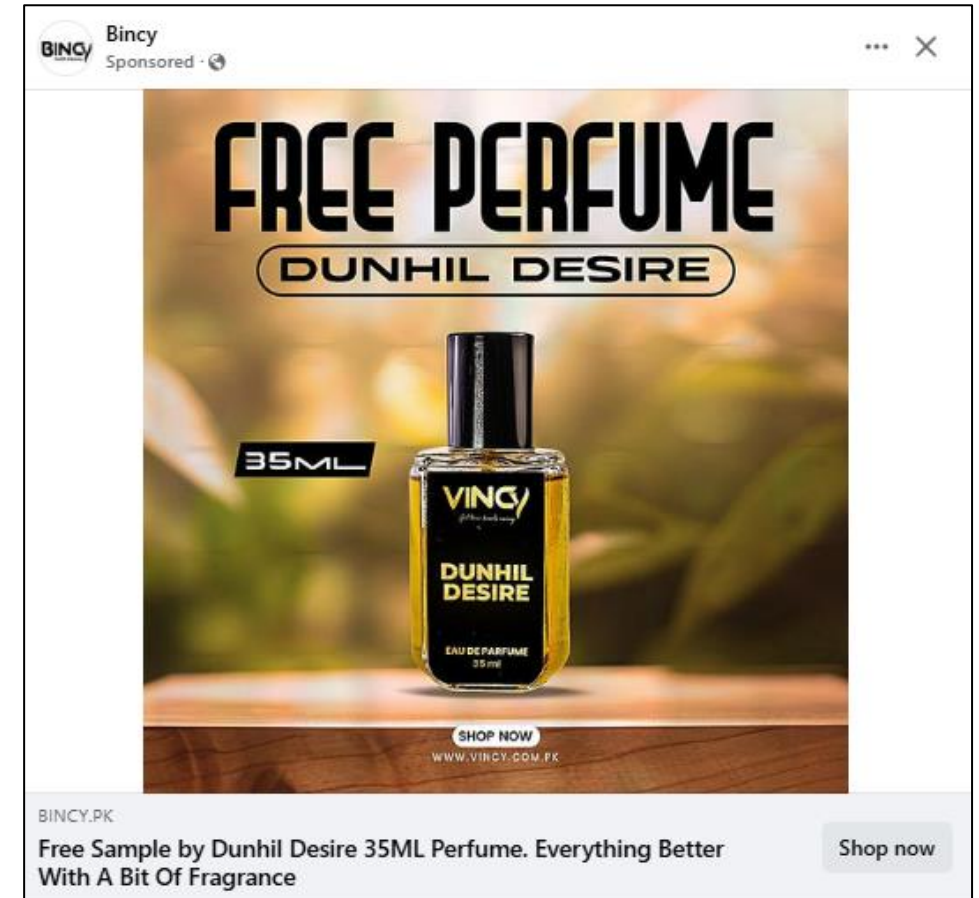 BINCY
Bincy
Sponsored ·
FREE PERFUME
DUNHIL DESIRE
35ML
VINCY
DUNHIL
DESIRE
EAU DE PARFUME
35 ml
SHOP NOW
WWW.VINCY.COM.PK
BINCY.PK
Free Sample by Dunhil Desire 35ML Perfume. Everything Better
With A Bit Of Fragrance
Shop now